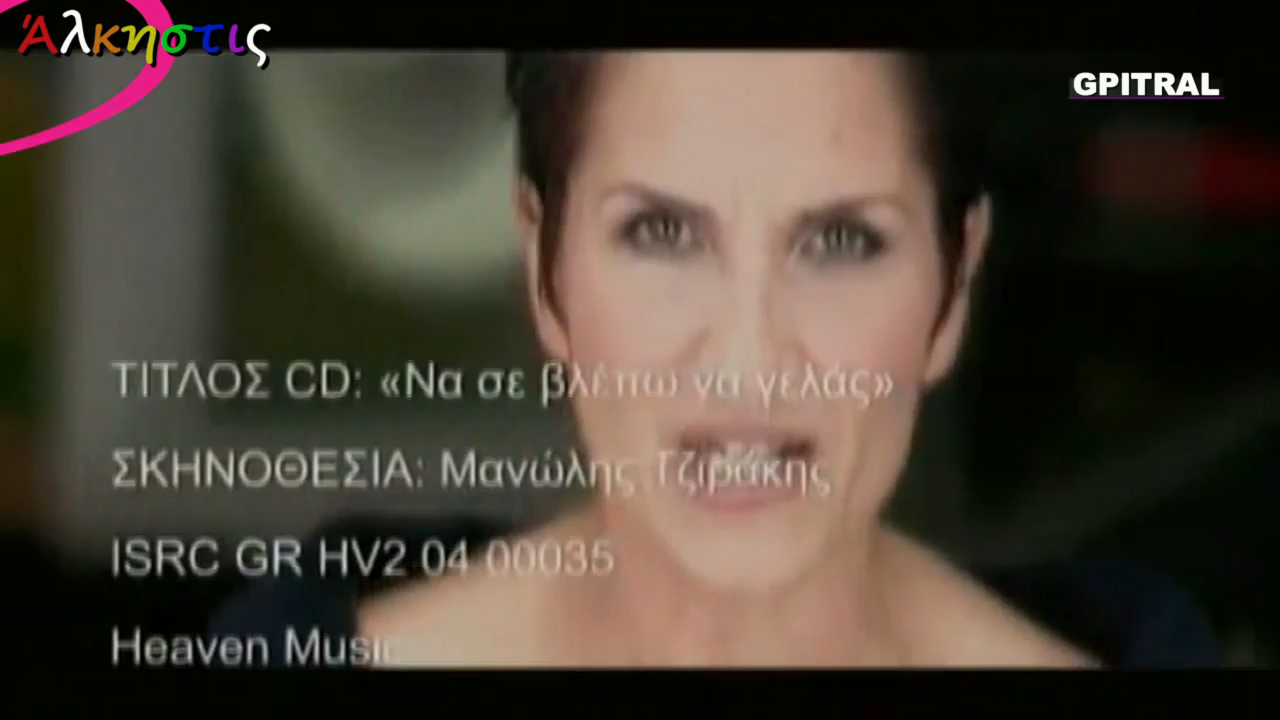 Άλκηστις
GPITRAL
ΤΙΤΛΟΣ CD: «Να σε βλέπω να γελάς»
ΣΚΗΝΟΘΕΣΙΑ: Μανώλης Τζιράκης
ISRC GR HV2 04 00035
Heaven Music